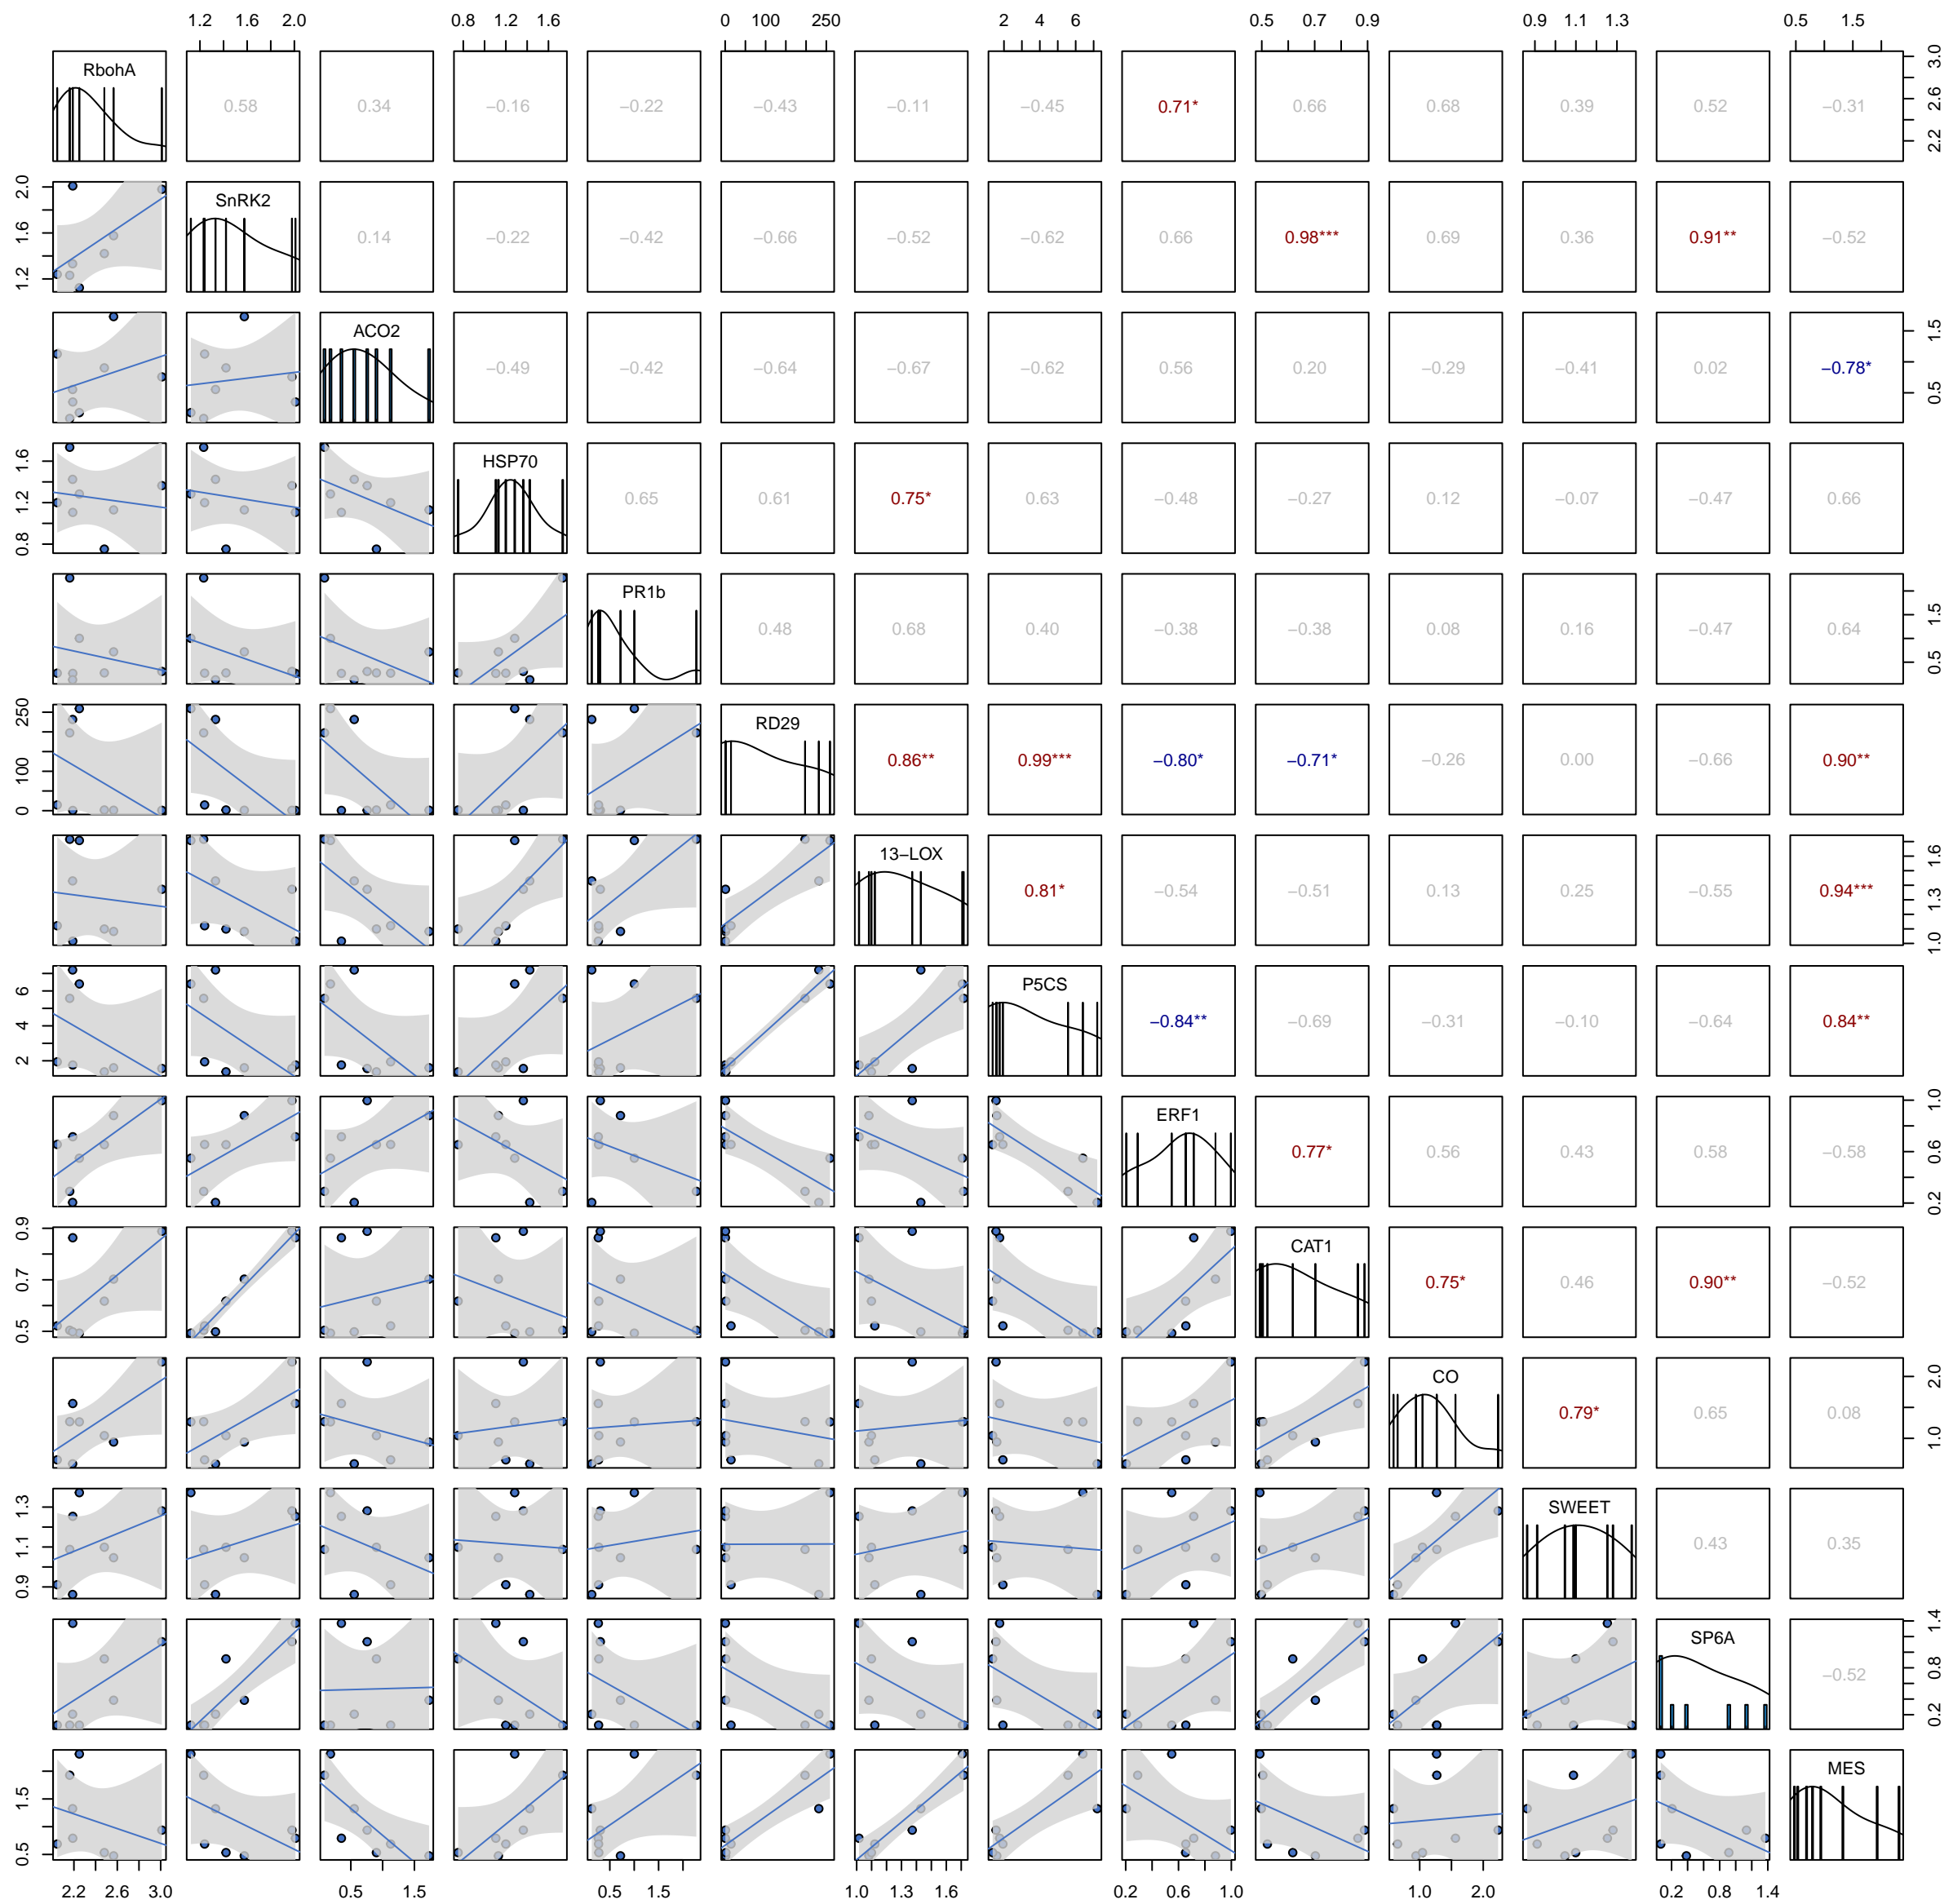 1.2 1.6 2.0 0.8 1.2 1.6 0 100 250 2 4 6 0.5 0.7 0.9 0.9 1.1 1.3 0.5 1.5
RbohA 0.58 0.34 −0.16 −0.22 −0.43 −0.11 −0.45 0.71* 0.66 0.68 0.39 0.52 −0.31 2.2 2.6 3.0
1.2 1.6 2.0 SnRK2 0.14 −0.22 −0.42 −0.66 −0.52 −0.62 0.66 0.98*** 0.69 0.36 0.91** −0.52
ACO2 −0.49 −0.42 −0.64 −0.67 −0.62 0.56 0.20 −0.29 −0.41 0.02 −0.78* 0.5 1.5
0.8 1.2 1.6 HSP70 0.65 0.61 0.75* 0.63 −0.48 −0.27 0.12 −0.07 −0.47 0.66
PR1b 0.48 0.68 0.40 −0.38 −0.38 0.08 0.16 −0.47 0.64 0.5 1.5
0 100 250 RD29 0.86** 0.99*** −0.80* −0.71* −0.26 0.00 −0.66 0.90**
13−LOX 0.81* −0.54 −0.51 0.13 0.25 −0.55 0.94*** 1.0 1.3 1.6
2 4 6 P5CS −0.84** −0.69 −0.31 −0.10 −0.64 0.84**
ERF1 0.77* 0.56 0.43 0.58 −0.58 0.2 0.6 1.0
0.5 0.7 0.9 CAT1 0.75* 0.46 0.90** −0.52
CO 0.79* 0.65 0.08 1.0 2.0
0.9 1.1 1.3 SWEET 0.43 0.35
SP6A −0.52 0.2 0.8 1.4
0.5 1.5 MES
2.2 2.6 3.0 0.5 1.5 0.5 1.5 1.0 1.3 1.6 0.2 0.6 1.0 1.0 2.0 0.2 0.8 1.4